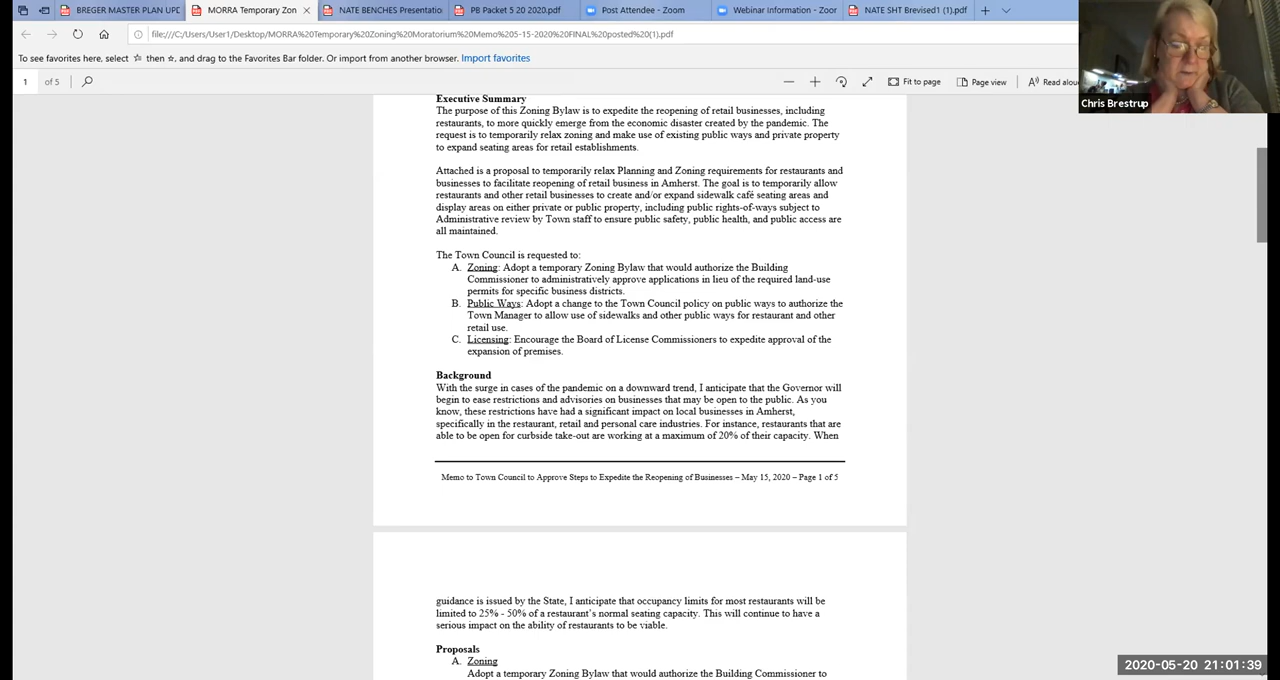 BREGER MASTER PLAN UPD
MORRA Temporary Zon
NATE BENCHES Presentatio
PB Packet 5 20 2020.pdf
Post Attendee - Zoom
Webinar Information - Zoor
NATE SHT Brevised1 (1).pdf
file:///C:/Users/User1/Desktop/MORRA%20Temporary%20Zoning%20Moratorium%20Memo%205-15-2020%20FINAL%20posted%20(1).pdf
To see favorites here, select ☆ then ☆, and drag to the Favorites Bar folder. Or import from another browser. Import favorites
1 of 5
Fit to page
Page view
Read alou
Chris Brestrup
Executive Summary
The purpose of this Zoning Bylaw is to expedite the reopening of retail businesses, including
restaurants, to more quickly emerge from the economic disaster created by the pandemic. The
request is to temporarily relax zoning and make use of existing public ways and private property
to expand seating areas for retail establishments.
Attached is a proposal to temporarily relax Planning and Zoning requirements for restaurants and
businesses to facilitate reopening of retail business in Amherst. The goal is to temporarily allow
restaurants and other retail businesses to create and/or expand sidewalk café seating areas and
display areas on either private or public property, including public rights-of-ways subject to
Administrative review by Town staff to ensure public safety, public health, and public access are
all maintained.
The Town Council is requested to:
A. Zoning: Adopt a temporary Zoning Bylaw that would authorize the Building
Commissioner to administratively approve applications in lieu of the required land-use
permits for specific business districts.
B. Public Ways: Adopt a change to the Town Council policy on public ways to authorize the
Town Manager to allow use of sidewalks and other public ways for restaurant and other
retail use.
C. Licensing: Encourage the Board of License Commissioners to expedite approval of the
expansion of premises.
Background
With the surge in cases of the pandemic on a downward trend, I anticipate that the Governor will
begin to ease restrictions and advisories on businesses that may be open to the public. As you
know, these restrictions have had a significant impact on local businesses in Amherst,
specifically in the restaurant, retail and personal care industries. For instance, restaurants that are
able to be open for curbside take-out are working at a maximum of 20% of their capacity. When
Memo to Town Council to Approve Steps to Expedite the Reopening of Businesses – May 15, 2020 – Page 1 of 5
guidance is issued by the State, I anticipate that occupancy limits for most restaurants will be
limited to 25% - 50% of a restaurant's normal seating capacity. This will continue to have a
serious impact on the ability of restaurants to be viable.
Proposals
A. Zoning
Adopt a temporary Zoning Bylaw that would authorize the Building Commissioner to
2020-05-20 21:01:39